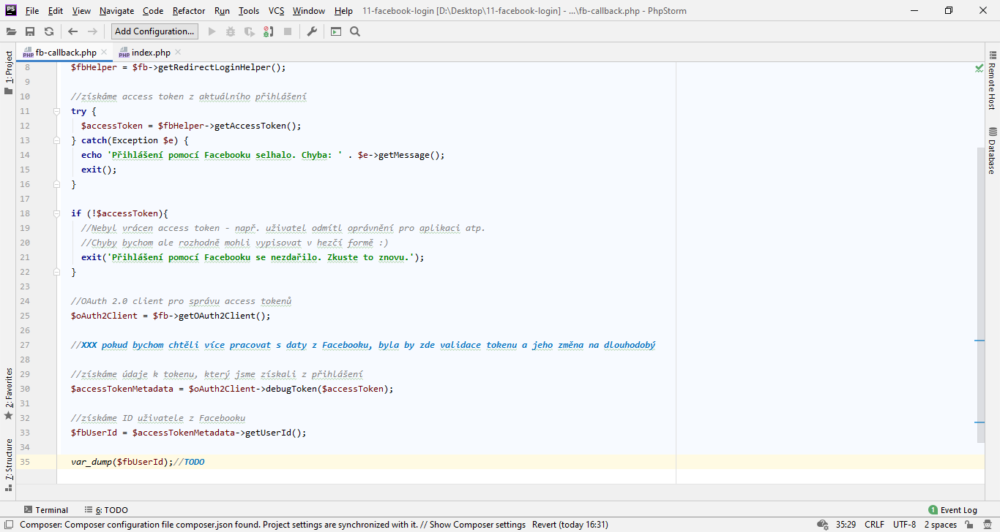 PS File Edit View Navigate Code Refactor Run Tools VCS Window Help 11-facebook-login [D:\Desktop\11-facebook-login] - ...\fb-callback.php - PhpStorm
Add Configuration...
1: Project
PHP fb-callback.php
PHP index.php
8 $fbHelper = $fb->getRedirectLoginHelper();
9
10 //získáme access token z aktuálního přihlášení
11 try {
12 $accessToken = $fbHelper->getAccessToken();
13 } catch(Exception $e) {
14 echo 'Přihlášení pomocí Facebooku selhalo. Chyba: ' . $e->getMessage();
15 exit();
16 }
17
18 if (!$accessToken){
19 //Nebyl vrácen access token - např. uživatel odmítl oprávnění pro aplikaci atp.
20 //Chyby bychom ale rozhodně mohli vypisovat v hezčí formě :)
21 exit('Přihlášení pomocí Facebooku se nezdařilo. Zkuste to znovu.');
22 }
23
24 //OAuth 2.0 client pro správu access tokenů
25 $oAuth2Client = $fb->getOAuth2Client();
26
27 //XXX pokud bychom chtěli více pracovat s daty z Facebooku, byla by zde validace tokenu a jeho změna na dlouhodobý
28
29 //získáme údaje k tokenu, který jsme získali z přihlášení
30 $accessTokenMetadata = $oAuth2Client->debugToken($accessToken);
31
32 //získáme ID uživatele z Facebooku
33 $fbUserId = $accessTokenMetadata->getUserId();
34
35 var_dump($fbUserId);//TODO
2: Favorites
7: Structure
Remote Host
Database
Terminal
6: TODO
1 Event Log
Composer: Composer configuration file composer.json found. Project settings are synchronized with it. // Show Composer settings Revert (today 16:31)
35:29 CRLF UTF-8 2 spaces